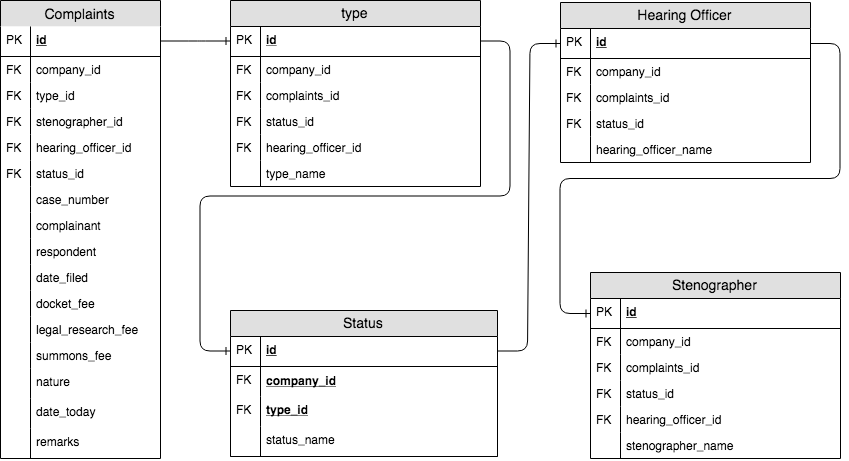 Complaints
PK id
FK company_id
FK type_id
FK stenographer_id
FK hearing_officer_id
FK status_id
case_number
complainant
respondent
date_filed
docket_fee
legal_research_fee
summons_fee
nature
date_today
remarks
type
PK id
FK company_id
FK complaints_id
FK status_id
FK hearing_officer_id
type_name
Hearing Officer
PK id
FK company_id
FK complaints_id
FK status_id
hearing_officer_name
Status
PK id
FK company_id
FK type_id
status_name
Stenographer
PK id
FK company_id
FK complaints_id
FK status_id
FK hearing_officer_id
stenographer_name